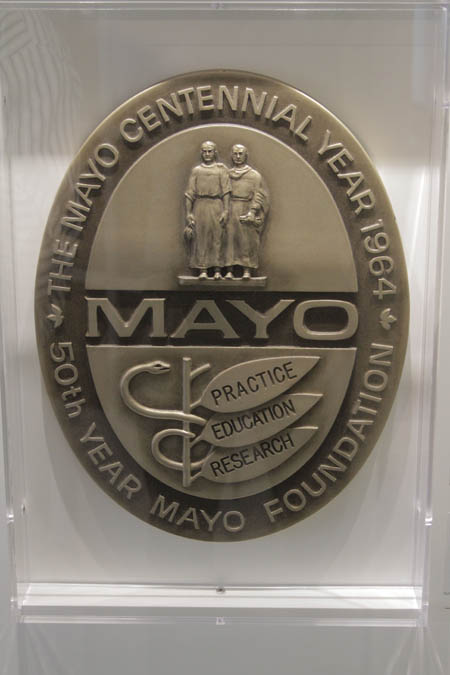 THE MAYO CENTENNIAL YEAR 1964
MAYO
PRACTICE
EDUCATION
RESEARCH
50th YEAR MAYO FOUNDATION